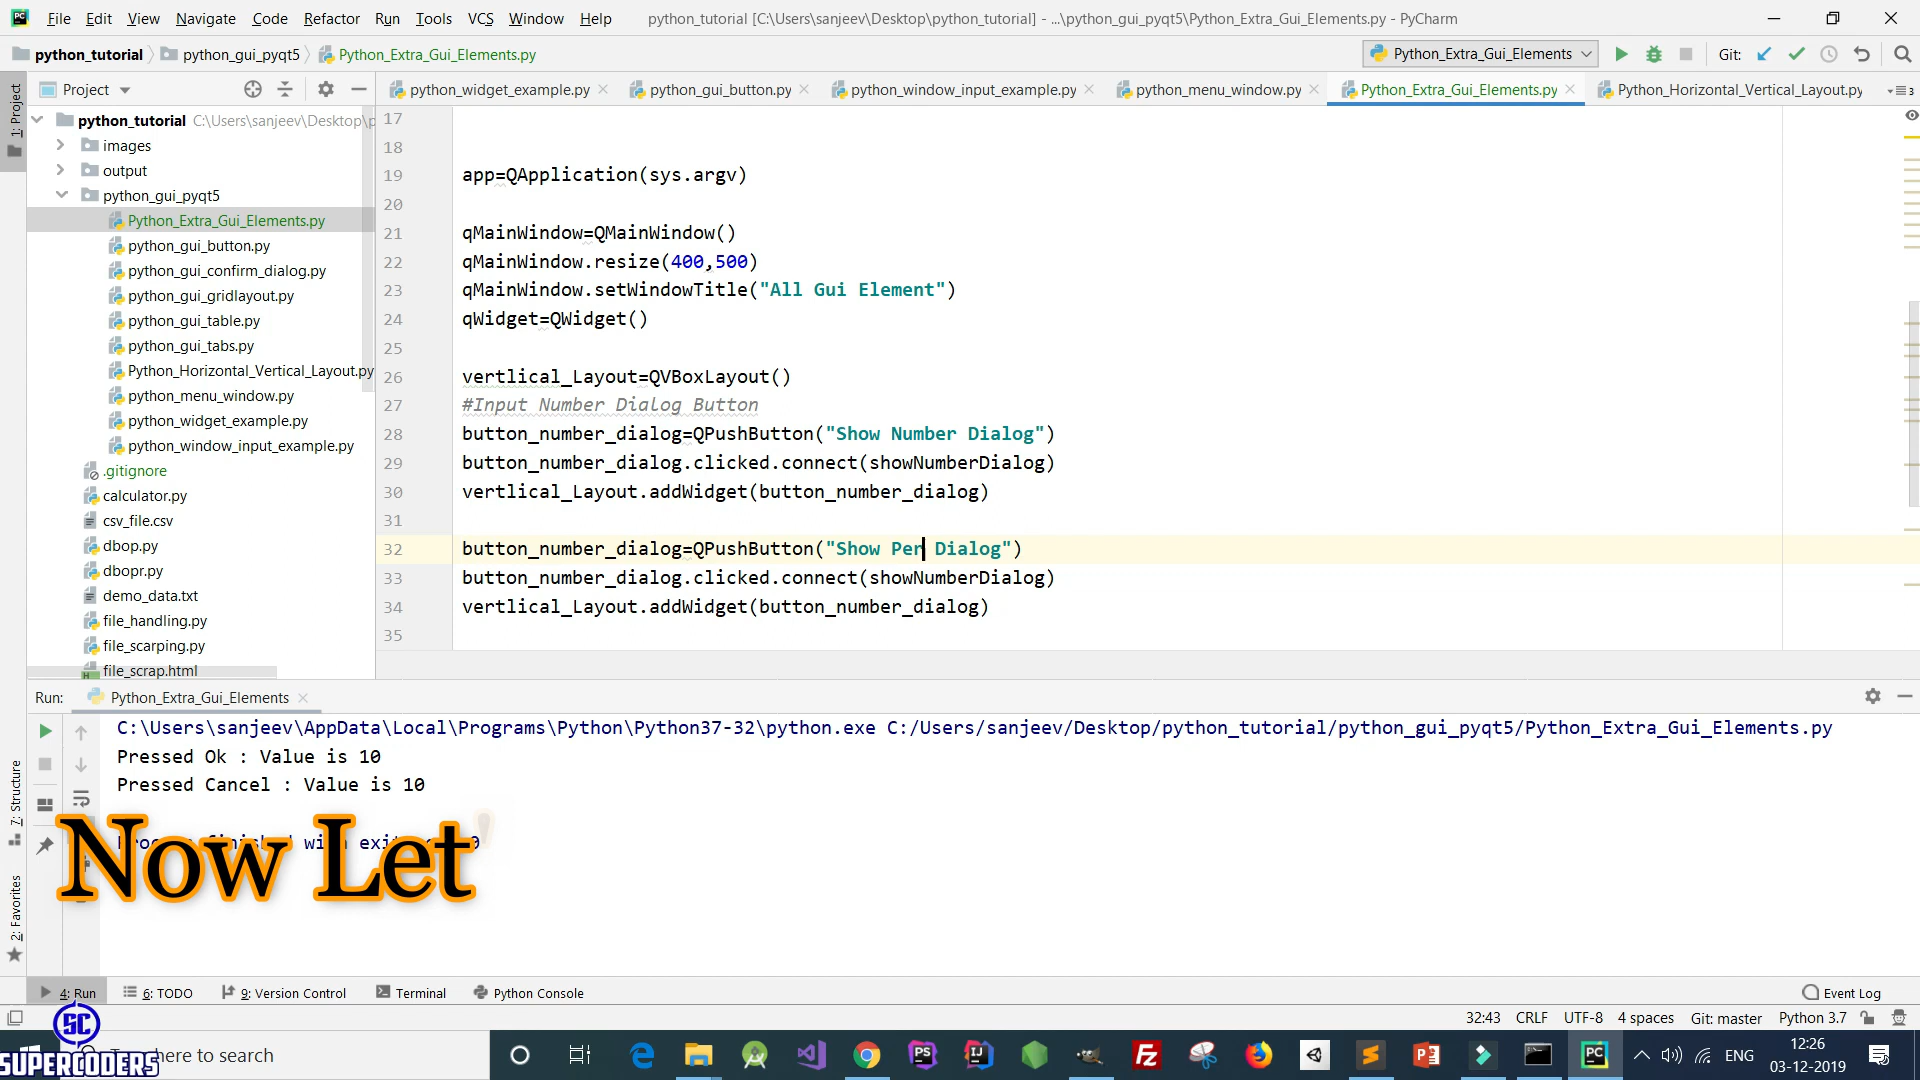 File Edit View Navigate Code Refactor Run Tools VCS Window Help python_tutorial [C:\Users\sanjeev\Desktop\python_tutorial] - ...\python_gui_pyqt5\Python_Extra_Gui_Elements.py - PyCharm
python_tutorial python_gui_pyqt5 Python_Extra_Gui_Elements.py Python_Extra_Gui_Elements Git:
Project python_widget_example.py python_gui_button.py python_window_input_example.py python_menu_window.py Python_Extra_Gui_Elements.py Python_Horizontal_Vertical_Layout.py 3
1: Project
python_tutorial C:\Users\sanjeev\Desktop\p
images
output
python_gui_pyqt5
Python_Extra_Gui_Elements.py
python_gui_button.py
python_gui_confirm_dialog.py
python_gui_gridlayout.py
python_gui_table.py
python_gui_tabs.py
Python_Horizontal_Vertical_Layout.py
python_menu_window.py
python_widget_example.py
python_window_input_example.py
.gitignore
calculator.py
csv_file.csv
dbop.py
dbopr.py
demo_data.txt
file_handling.py
file_scarping.py
file_scrap.html
17
18
19 app=QApplication(sys.argv)
20
21 qMainWindow=QMainWindow()
22 qMainWindow.resize(400,500)
23 qMainWindow.setWindowTitle("All Gui Element")
24 qWidget=QWidget()
25
26 vertlical_Layout=QVBoxLayout()
27 #Input Number Dialog Button
28 button_number_dialog=QPushButton("Show Number Dialog")
29 button_number_dialog.clicked.connect(showNumberDialog)
30 vertlical_Layout.addWidget(button_number_dialog)
31
32 button_number_dialog=QPushButton("Show Per Dialog")
33 button_number_dialog.clicked.connect(showNumberDialog)
34 vertlical_Layout.addWidget(button_number_dialog)
35
Run: Python_Extra_Gui_Elements
C:\Users\sanjeev\AppData\Local\Programs\Python\Python37-32\python.exe C:/Users/sanjeev/Desktop/python_tutorial/python_gui_pyqt5/Python_Extra_Gui_Elements.py
Pressed Ok : Value is 10
Pressed Cancel : Value is 10
7: Structure
2: Favorites
Now Let'
4: Run 6: TODO 9: Version Control Terminal Python Console Event Log
32:43 CRLF UTF-8 4 spaces Git: master Python 3.7
SC
SUPERCODERS
here to search
ENG
12:26
03-12-2019